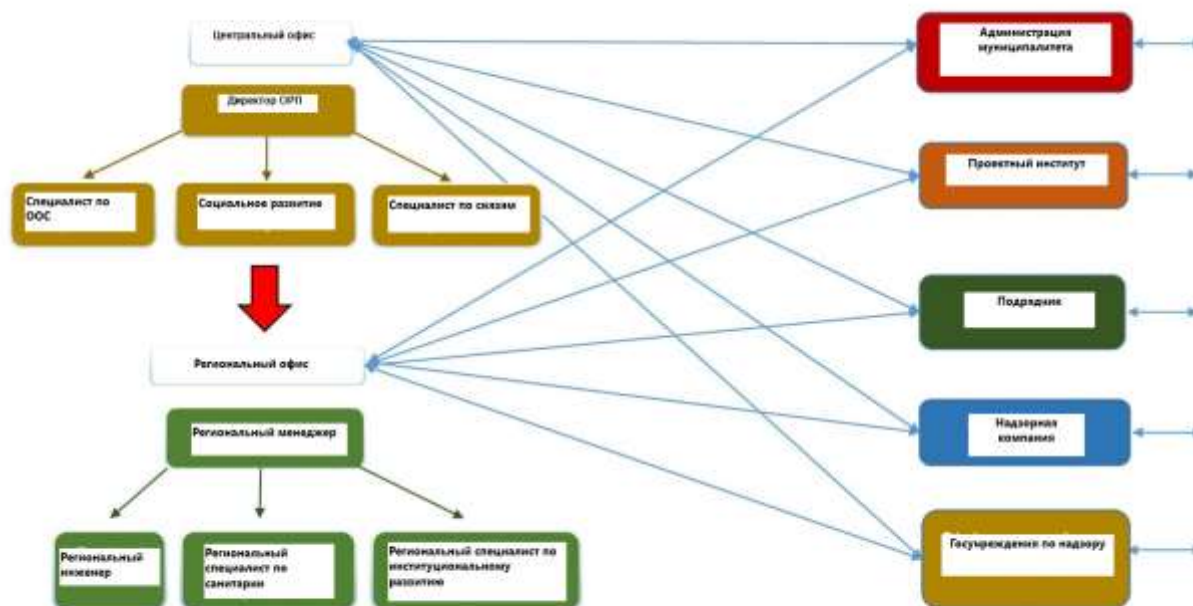 Центральный офис
Директор ОРП
Специалист по
ООС
Социальное развитие
Специалист по связям
Региональный офис
Региональный менеджер
Региональный
инженер
Региональный
специалист по
санитарии
Региональный специалист по
институциональному
развитию
Администрация
муниципалитета
Проектный институт
Подрядчик
Надзорная
компания
Госучреждения по надзору